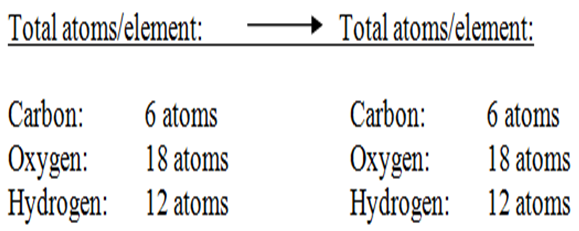 Total atoms/element: ⟶ Total atoms/element:
Carbon: 6 atoms Carbon: 6 atoms
Oxygen: 18 atoms Oxygen: 18 atoms
Hydrogen: 12 atoms Hydrogen: 12 atoms